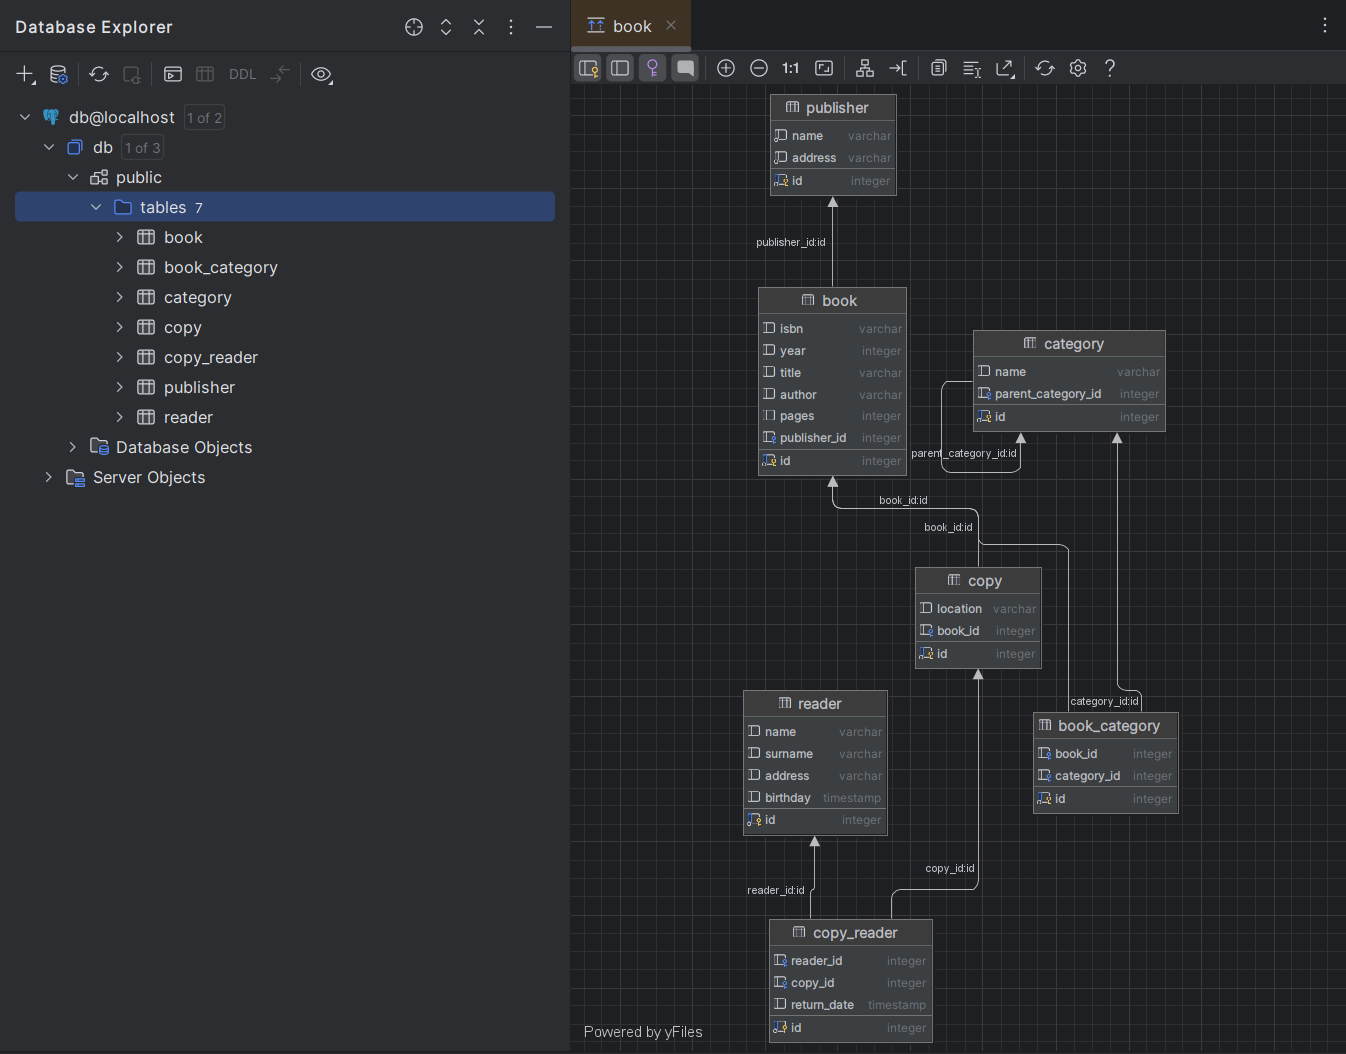 Database Explorer
DDL
db@localhost 1 of 2
db 1 of 3
public
tables 7
book
book_category
category
copy
copy_reader
publisher
reader
Database Objects
Server Objects
book
1:1
?
publisher
name varchar
address varchar
id integer
publisher_id:id
book
isbn varchar
year integer
title varchar
author varchar
pages integer
publisher_id integer
id integer
category
name varchar
parent_category_id integer
id integer
parent_category_id:id
book_id:id
book_id:id
copy
location varchar
book_id integer
id integer
category_id:id
reader
name varchar
surname varchar
address varchar
birthday timestamp
id integer
book_category
book_id integer
category_id integer
id integer
copy_id:id
reader_id:id
copy_reader
reader_id integer
copy_id integer
return_date timestamp
id integer
Powered by yFiles